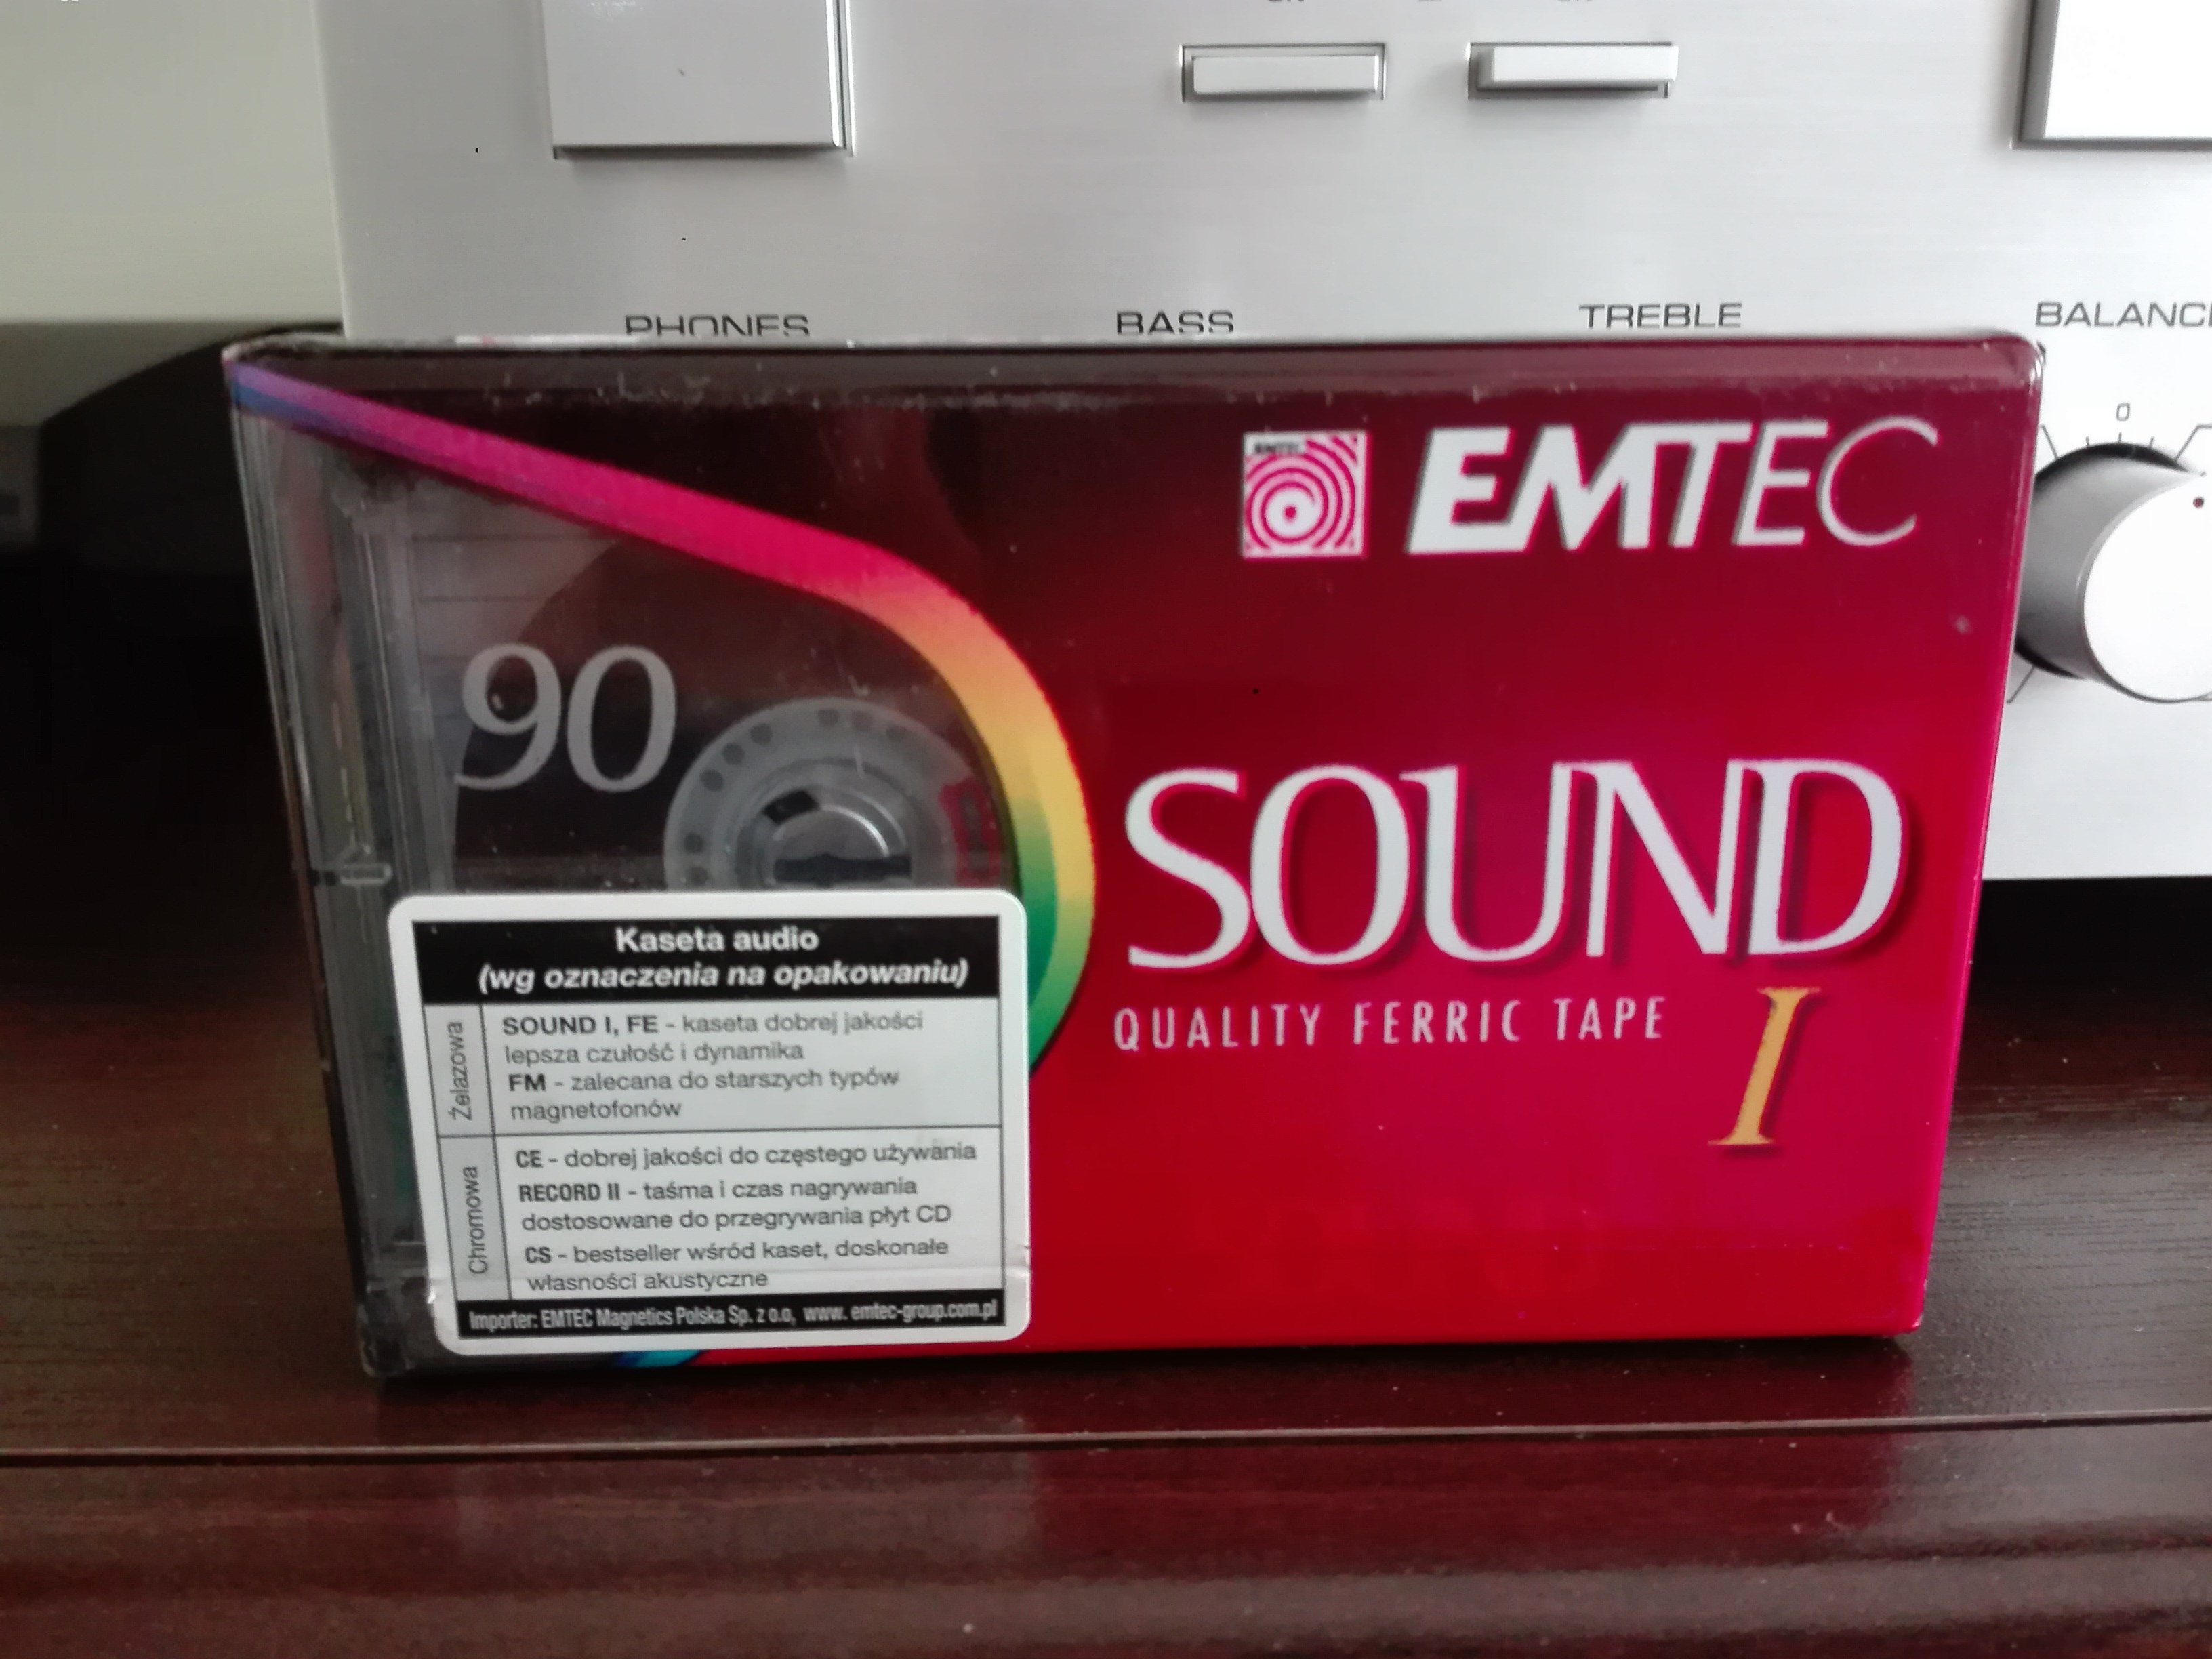 PHONES
BASS
TREBLE
BALANC
0
EMTEC
EMTEC
90
SOUND
QUALITY FERRIC TAPE
I
Kaseta audio
(wg oznaczenia na opakowaniu)
Żelazowa
SOUND I, FE - kaseta dobrej jakości
lepsza czułość i dynamika
FM - zalecana do starszych typów
magnetofonów
Chromowa
CE - dobrej jakości do częstego używania
RECORD II - taśma i czas nagrywania
dostosowane do przegrywania płyt CD
CS - bestseller wśród kaset, doskonałe
własności akustyczne
Importer: EMTEC Magnetics Polska Sp. z o.o, www. emtec-group.com.pl